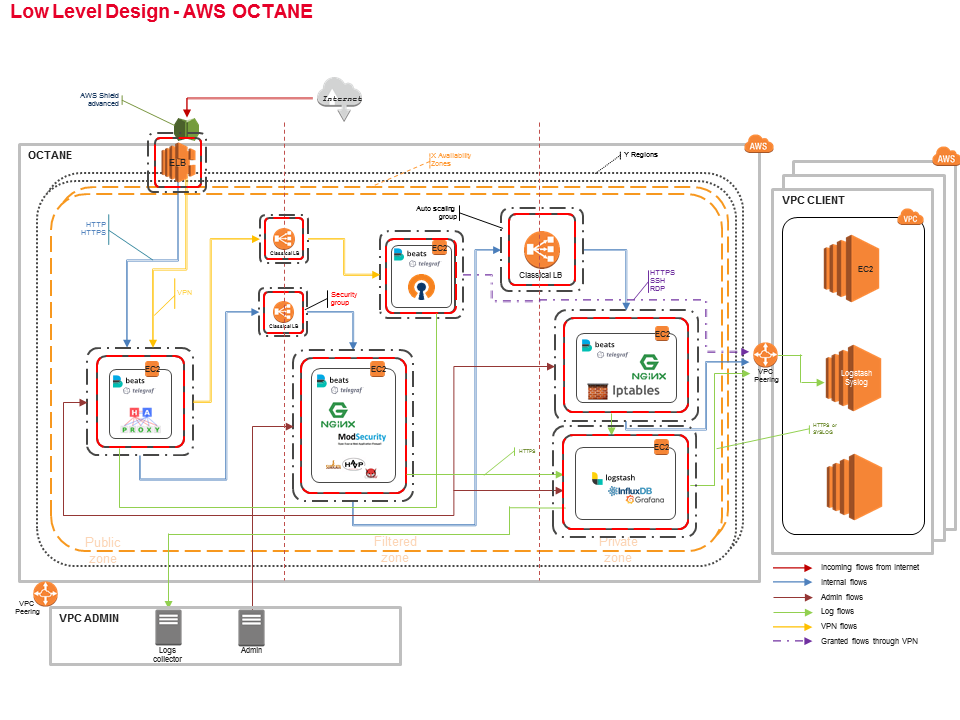 Low Level Design - AWS OCTANE
AWS Shield
advanced
Internet
OCTANE
ELB
X Availability
Zones
Y Regions
AWS
AWS
HTTP
HTTPS
VPN
Classical LB
Classical LB
Security
group
Auto scaling
group
Classical LB
HTTPS
SSH
RDP
EC2
beats
telegraf
EC2
beats
telegraf
HA
PROXY
EC2
beats
telegraf
NGINX
ModSecurity
EC2
beats
telegraf
NGINX
Iptables
EC2
logstash
InfluxDB
Grafana
HTTPS
HTTPS or
SYSLOG
Public
zone
Filtered
zone
Private
zone
VPC CLIENT
VPC
EC2
Logstash
Syslog
VPC
Peering
VPC
Peering
VPC ADMIN
Logs
collector
Admin
Incoming flows from Internet
Internal flows
Admin flows
Log flows
VPN flows
Granted flows through VPN